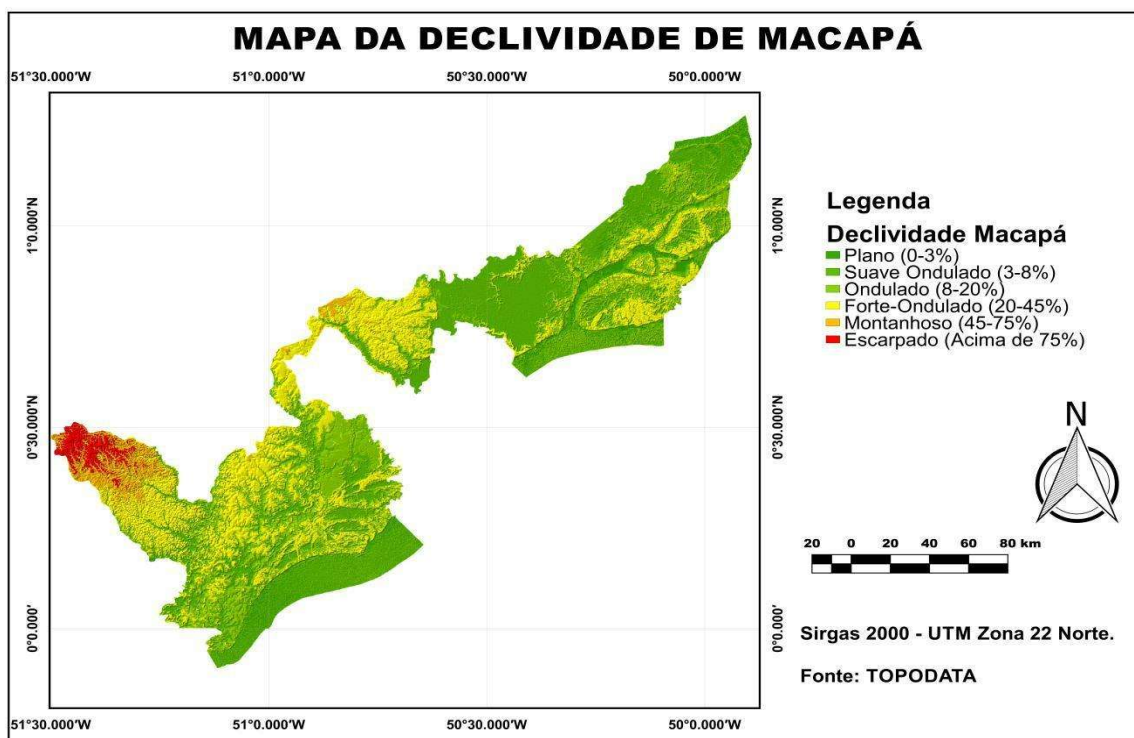 MAPA DA DECLIVIDADE DE MACAPÁ
51°30.000'W 51°0.000'W 50°30.000'W 50°0.000'W
1°0.000'N
0°30.000'N
0°0.000'
1°0.000'N
0°30.000'N
0°0.000'
51°30.000'W 51°0.000'W 50°30.000'W 50°0.000'W
Legenda
Declividade Macapá
Plano (0-3%)
Suave Ondulado (3-8%)
Ondulado (8-20%)
Forte-Ondulado (20-45%)
Montanhoso (45-75%)
Escarpado (Acima de 75%)
N
20 0 20 40 60 80 km
Sirgas 2000 - UTM Zona 22 Norte.
Fonte: TOPODATA